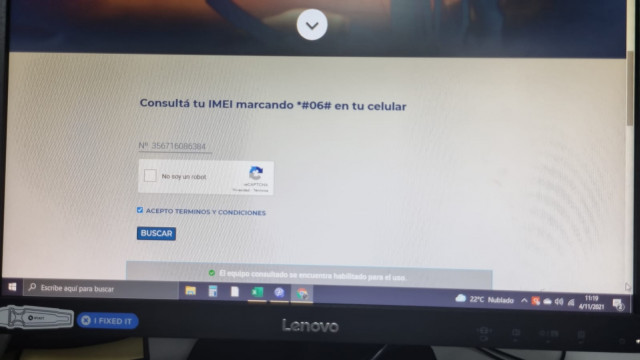 Consultá tu IMEI marcando *#06# en tu celular
Nº 356716086384
No soy un robot
reCAPTCHA
Privacidad Términos
ACEPTO TERMINOS Y CONDICIONES
BUSCAR
El equipo consultado se encuentra habilitado para el uso.
Escribe aquí para buscar
22°C Nublado
11:19
4/11/2021
I FIXED IT
Lenovo